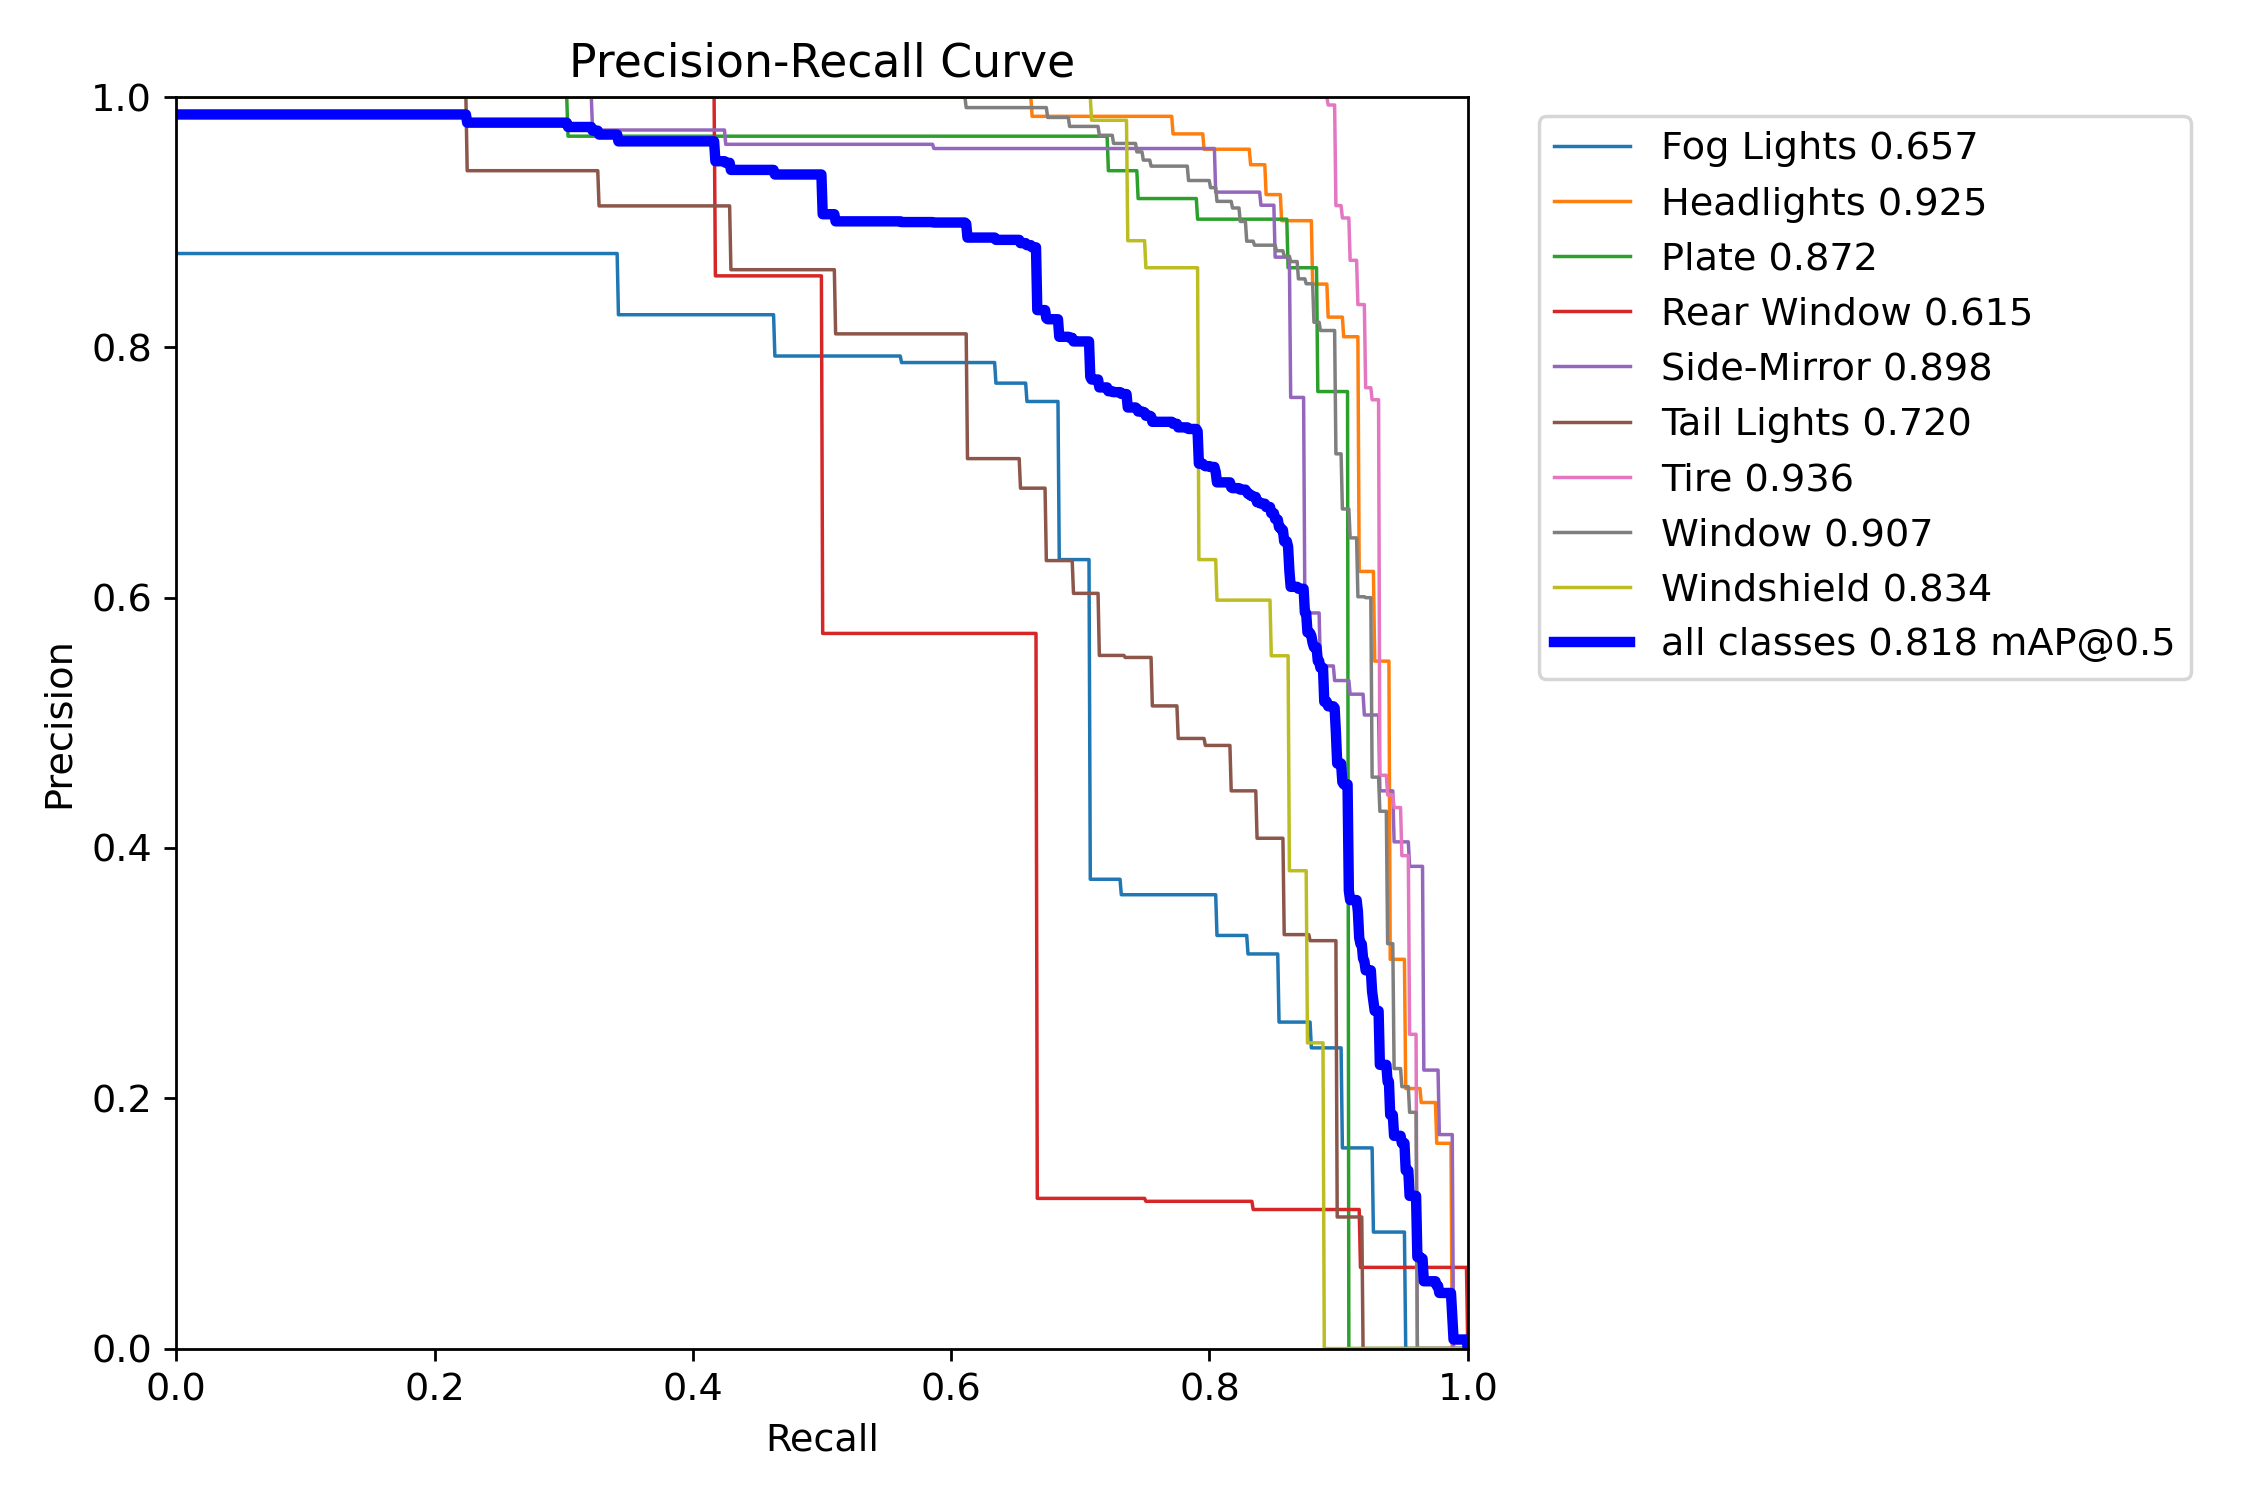 Precision-Recall Curve
1.0
0.8
0.6
0.4
0.2
0.0
Precision
0.0 0.2 0.4 0.6 0.8 1.0
Recall
Fog Lights 0.657
Headlights 0.925
Plate 0.872
Rear Window 0.615
Side-Mirror 0.898
Tail Lights 0.720
Tire 0.936
Window 0.907
Windshield 0.834
all classes 0.818 mAP@0.5